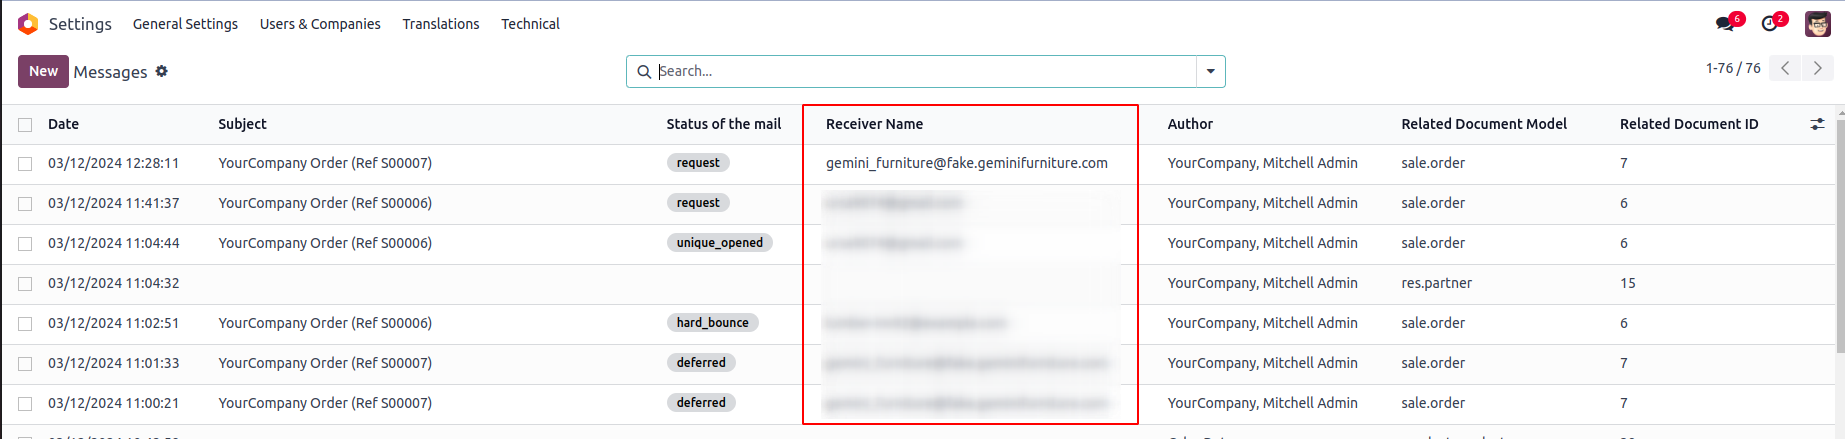 Settings General Settings Users & Companies Translations Technical 6 2
New Messages Search... 1-76 / 76
Date Subject Status of the mail Receiver Name Author Related Document Model Related Document ID
03/12/2024 12:28:11 YourCompany Order (Ref S00007) request gemini_furniture@fake.geminifurniture.com YourCompany, Mitchell Admin sale.order 7
03/12/2024 11:41:37 YourCompany Order (Ref S00006) request YourCompany, Mitchell Admin sale.order 6
03/12/2024 11:04:44 YourCompany Order (Ref S00006) unique_opened YourCompany, Mitchell Admin sale.order 6
03/12/2024 11:04:32 YourCompany, Mitchell Admin res.partner 15
03/12/2024 11:02:51 YourCompany Order (Ref S00006) hard_bounce YourCompany, Mitchell Admin sale.order 6
03/12/2024 11:01:33 YourCompany Order (Ref S00007) deferred YourCompany, Mitchell Admin sale.order 7
03/12/2024 11:00:21 YourCompany Order (Ref S00007) deferred YourCompany, Mitchell Admin sale.order 7